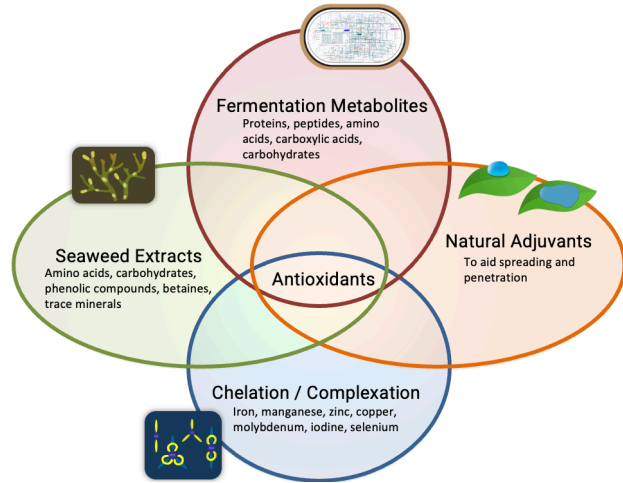 Fermentation Metabolites
Proteins, peptides, amino
acids, carboxylic acids,
carbohydrates
Seaweed Extracts
Amino acids, carbohydrates,
phenolic compounds, betaines,
trace minerals
Antioxidants
Natural Adjuvants
To aid spreading and
penetration
Chelation / Complexation
Iron, manganese, zinc, copper,
molybdenum, iodine, selenium